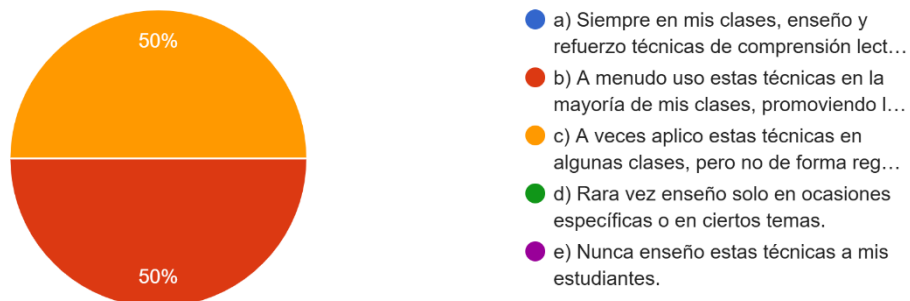 50%
50%
a) Siempre en mis clases, enseño y
refuerzo técnicas de comprensión lect...
b) A menudo uso estas técnicas en la
mayoría de mis clases, promoviendo l...
c) A veces aplico estas técnicas en
algunas clases, pero no de forma reg...
d) Rara vez enseño solo en ocasiones
específicas o en ciertos temas.
e) Nunca enseño estas técnicas a mis
estudiantes.